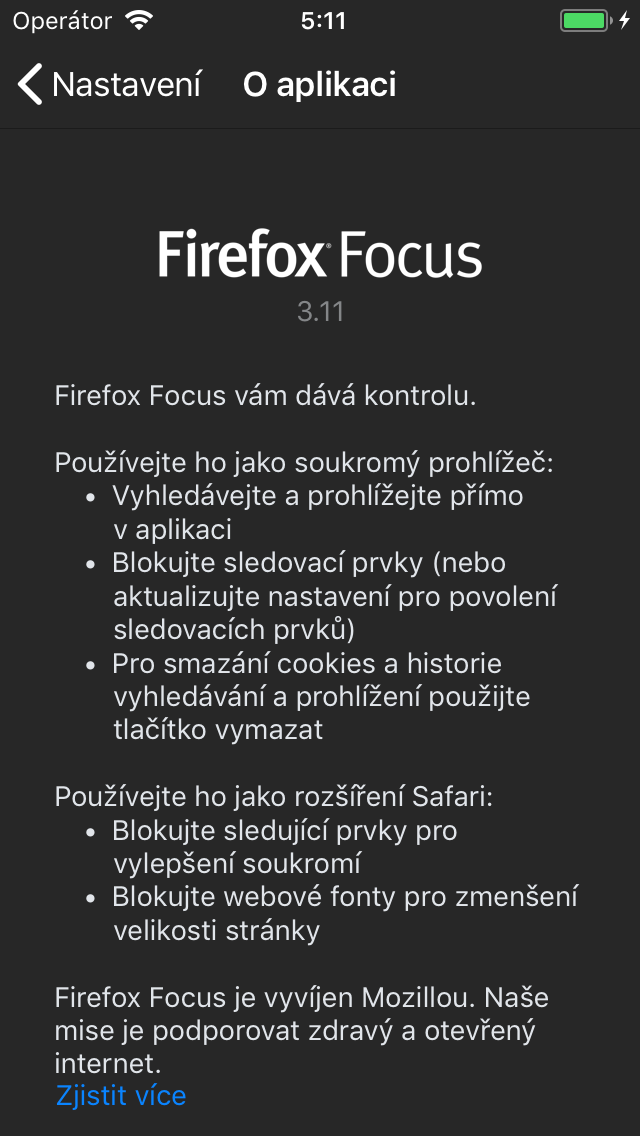 Operátor 5:11
Nastavení O aplikaci
Firefox Focus
3.11
Firefox Focus vám dává kontrolu.
Používejte ho jako soukromý prohlížeč:
• Vyhledávejte a prohlížejte přímo
v aplikaci
• Blokujte sledovací prvky (nebo
aktualizujte nastavení pro povolení
sledovacích prvků)
• Pro smazání cookies a historie
vyhledávání a prohlížení použijte
tlačítko vymazat
Používejte ho jako rozšíření Safari:
• Blokujte sledující prvky pro
vylepšení soukromí
• Blokujte webové fonty pro zmenšení
velikosti stránky
Firefox Focus je vyvíjen Mozillou. Naše
mise je podporovat zdravý a otevřený
internet.
Zjistit více